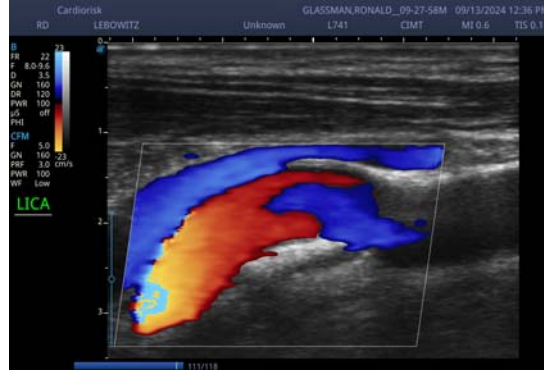 Cardiorisk GLASSMAN,RONALD__09-27-58M 09/13/2024 12:36 PM
RD LEBOWITZ Unknown L741 CIMT MI 0.6 TIS 0.1
B
FR 22
F 8.0-9.6
D 3.5
GN 160
DR 120
PWR 100
µS off
PHI
CFM
F 5.0
GN 160
PRF 3.0
PWR 100
WF Low
23
-23
cm/s
LICA
0
1
2
3
111/118